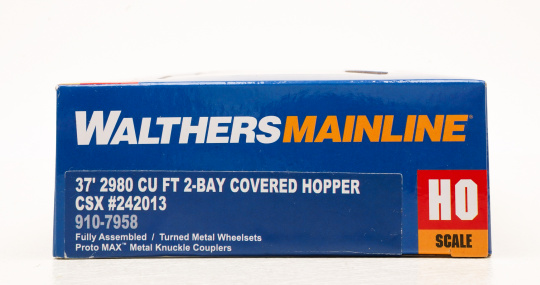 WALTHERSMAINLINE®
37' 2980 CU FT 2-BAY COVERED HOPPER
CSX #242013
910-7958
Fully Assembled / Turned Metal Wheelsets
Proto MAX™ Metal Knuckle Couplers
HO
SCALE